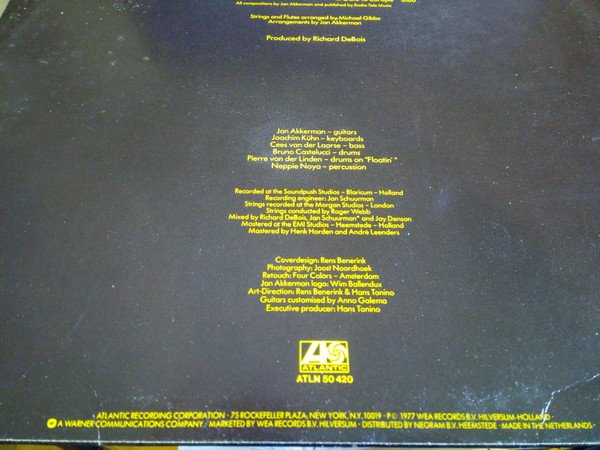 All compositions by Jan Akkerman and published by Radio Tele Music
Strings and Flutes arranged by Michael Gibbs
Arrangements by Jan Akkerman
Produced by Richard DeBois
Jan Akkerman – guitars
Joachim Kühn – keyboards
Cees van der Laarse – bass
Bruno Castelucci – drums
Pierre van der Linden – drums on "Floatin'"
Neppie Noya – percussion
Recorded at the Soundpush Studios – Blaricum – Holland
Recording engineer: Jan Schuurman
Strings recorded at the Morgan Studios – London
Strings conducted by Roger Webb
Mixed by Richard DeBois, Jan Schuurman* and Jay Denson
Mastered at the EMI Studios – Heemstede – Holland
Mastered by Henk Harden and André Leenders
Coverdesign: Rens Benerink
Photography: Joost Noordhoek
Retouch: Four Colors – Amsterdam
Jan Akkerman logo: Wim Bollendux
Art-Direction: Rens Benerink & Hans Tonino
Guitars customised by Anno Galema
Executive producer: Hans Tonino
ATLANTIC
ATLN 50 420
ATLANTIC RECORDING CORPORATION · 75 ROCKEFELLER PLAZA, NEW YORK, N.Y. 10019 · P © 1977 WEA RECORDS B.V. HILVERSUM-HOLLAND ·
A WARNER COMMUNICATIONS COMPANY · MARKETED BY WEA RECORDS B.V. HILVERSUM · DISTRIBUTED BY NEGRAM B.V. HEEMSTEDE · MADE IN THE NETHERLANDS ·